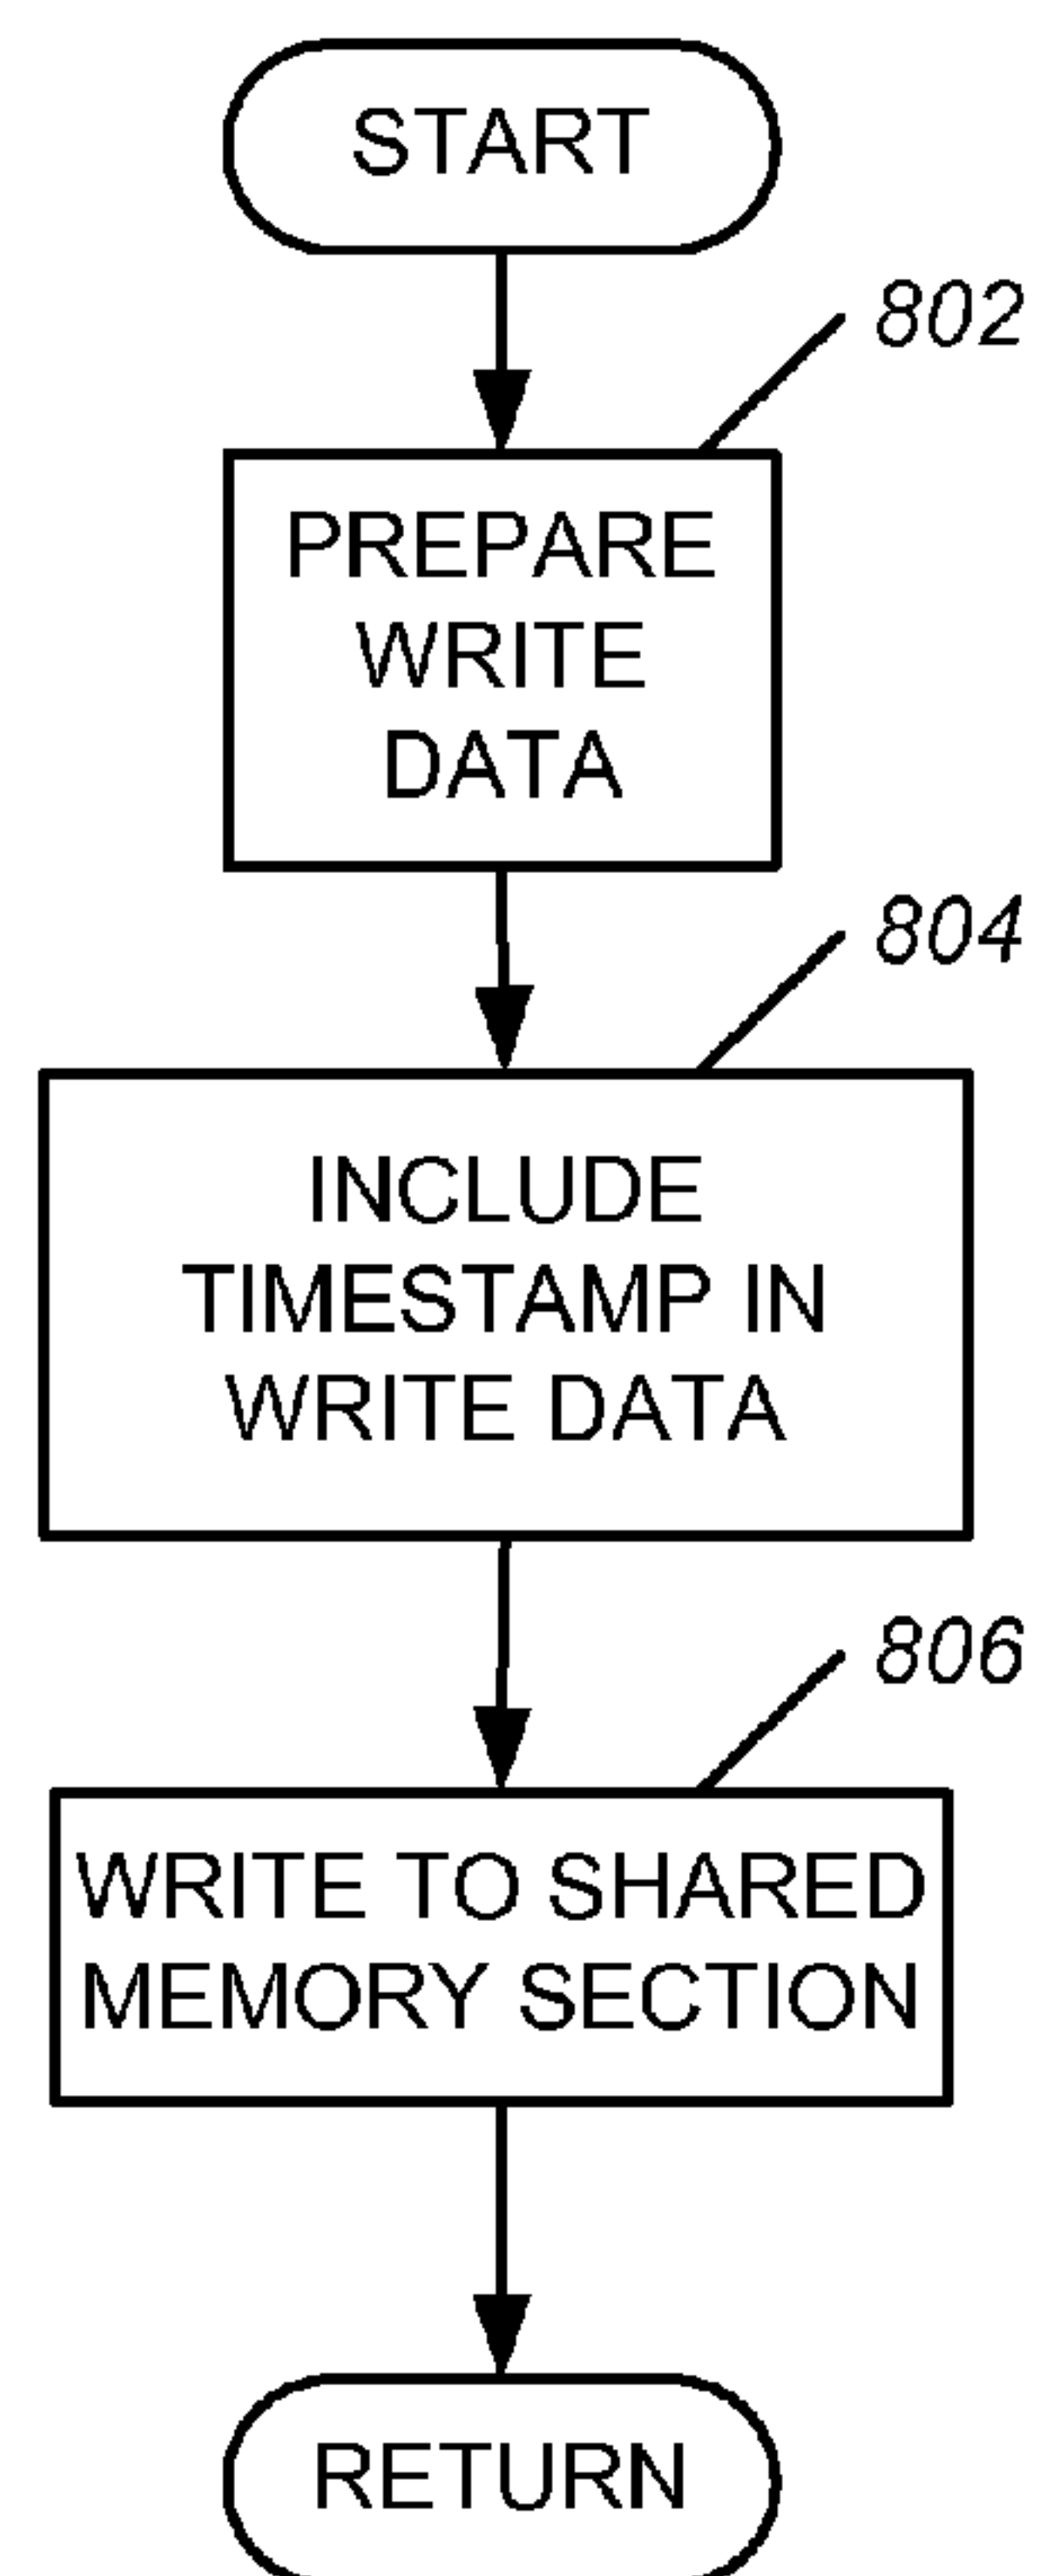 START
802
PREPARE
WRITE
DATA
804
INCLUDE
TIMESTAMP IN
WRITE DATA
806
WRITE TO SHARED
MEMORY SECTION
RETURN